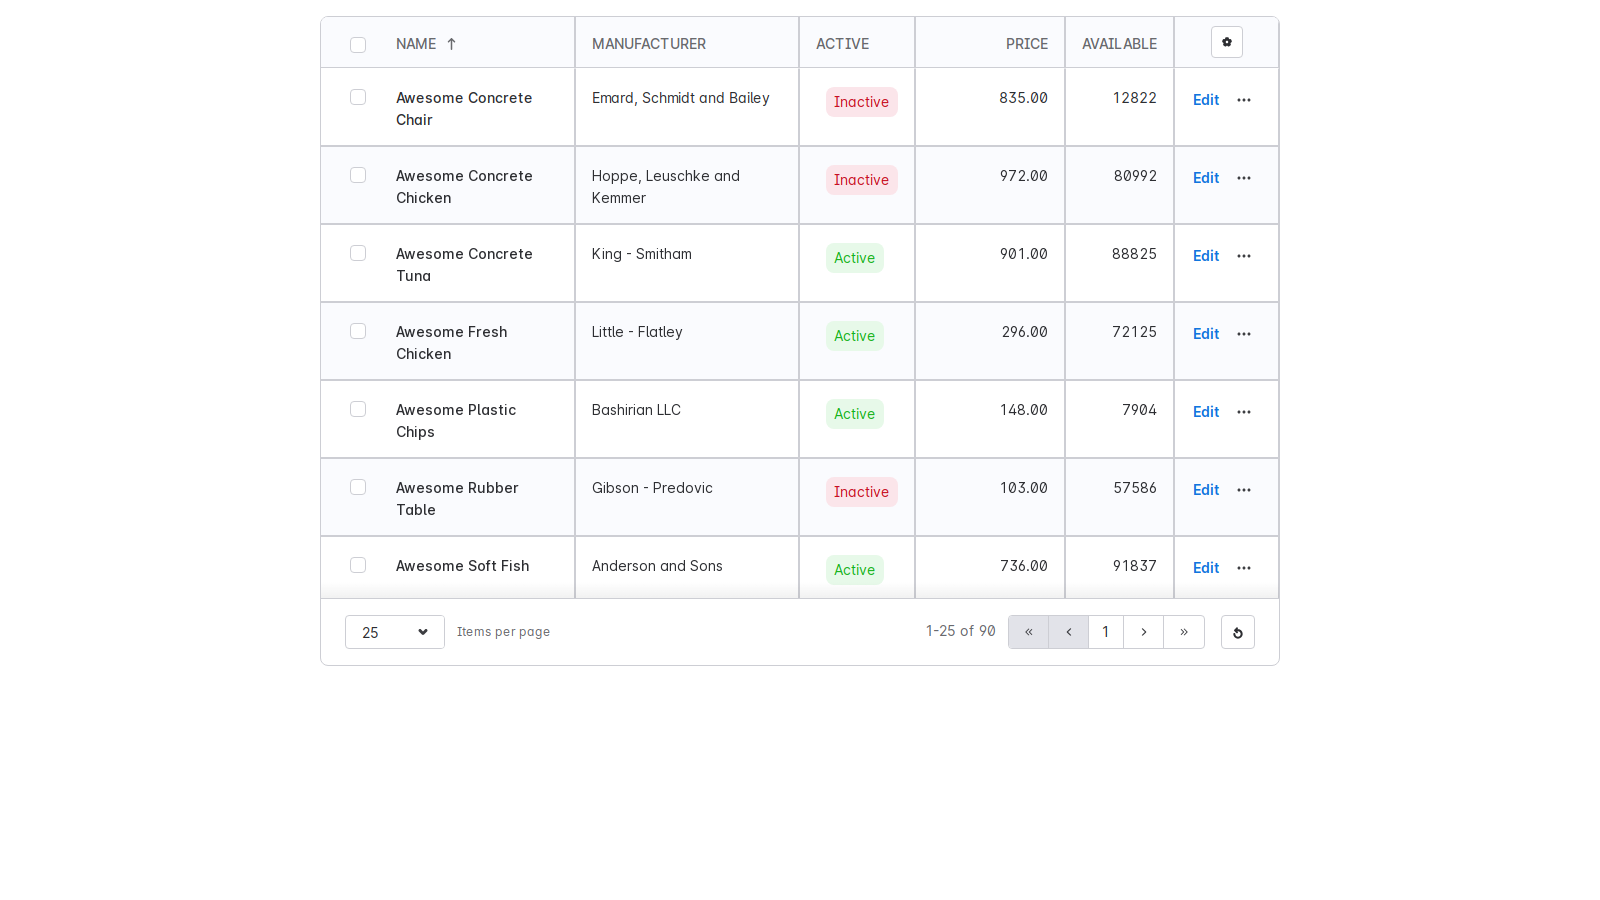 NAME ↑ MANUFACTURER ACTIVE PRICE AVAILABLE
Awesome Concrete Emard, Schmidt and Bailey Inactive 835.00 12822 Edit
Chair
Awesome Concrete Hoppe, Leuschke and Inactive 972.00 80992 Edit
Chicken Kemmer
Awesome Concrete King - Smitham Active 901.00 88825 Edit
Tuna
Awesome Fresh Little - Flatley Active 296.00 72125 Edit
Chicken
Awesome Plastic Bashirian LLC Active 148.00 7904 Edit
Chips
Awesome Rubber Gibson - Predovic Inactive 103.00 57586 Edit
Table
Awesome Soft Fish Anderson and Sons Active 736.00 91837 Edit
25 Items per page 1-25 of 90 « ‹ 1 › »